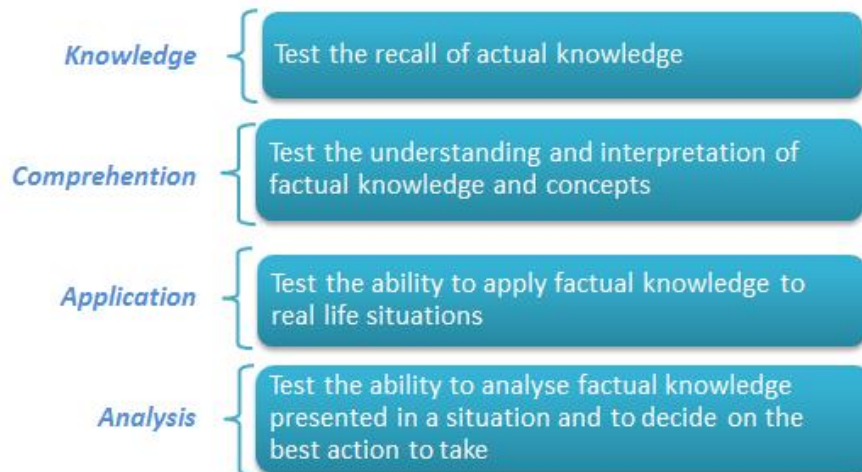 Knowledge
Test the recall of actual knowledge
Comprehention
Test the understanding and interpretation of
factual knowledge and concepts
Application
Test the ability to apply factual knowledge to
real life situations
Analysis
Test the ability to analyse factual knowledge
presented in a situation and to decide on the
best action to take